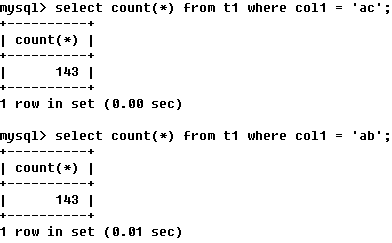 mysql> select count(*) from t1 where col1 = 'ac';
+----------+
| count(*) |
+----------+
|      143 |
+----------+
1 row in set (0.00 sec)

mysql> select count(*) from t1 where col1 = 'ab';
+----------+
| count(*) |
+----------+
|      143 |
+----------+
1 row in set (0.01 sec)